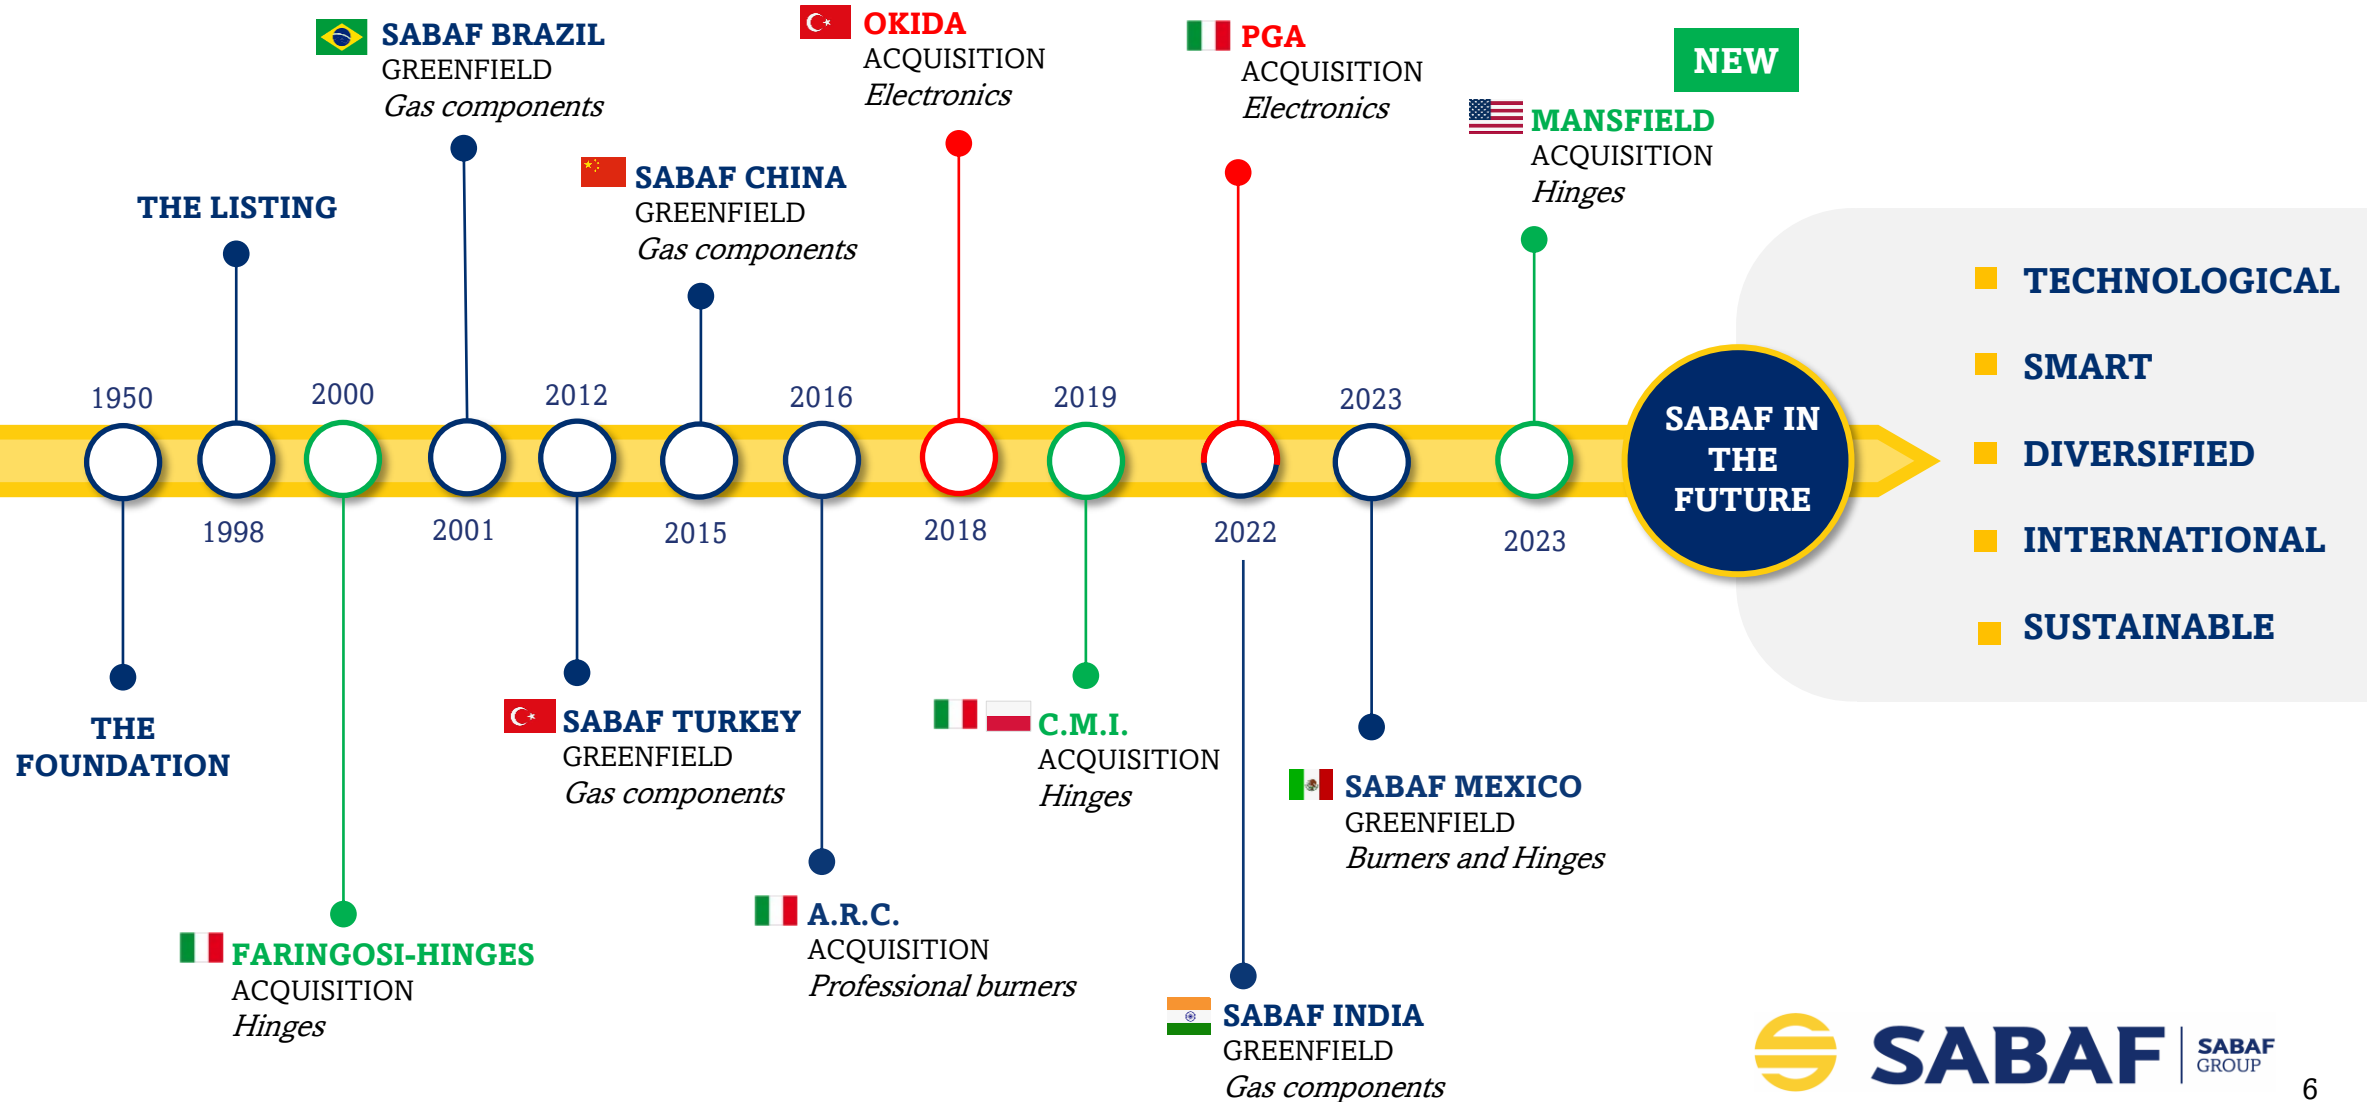 SABAF BRAZIL
GREENFIELD
Gas components
OKIDA
ACQUISITION
Electronics
PGA
ACQUISITION
Electronics
NEW
MANSFIELD
ACQUISITION
Hinges
THE LISTING
SABAF CHINA
GREENFIELD
Gas components
1950
2000
2012
2016
2019
2023
1998
2001
2015
2018
2022
2023
SABAF IN
THE
FUTURE
TECHNOLOGICAL
SMART
DIVERSIFIED
INTERNATIONAL
SUSTAINABLE
THE
FOUNDATION
SABAF TURKEY
GREENFIELD
Gas components
C.M.I.
ACQUISITION
Hinges
SABAF MEXICO
GREENFIELD
Burners and Hinges
FARINGOSI-HINGES
ACQUISITION
Hinges
A.R.C.
ACQUISITION
Professional burners
SABAF INDIA
GREENFIELD
Gas components
SABAF
SABAF
GROUP
6